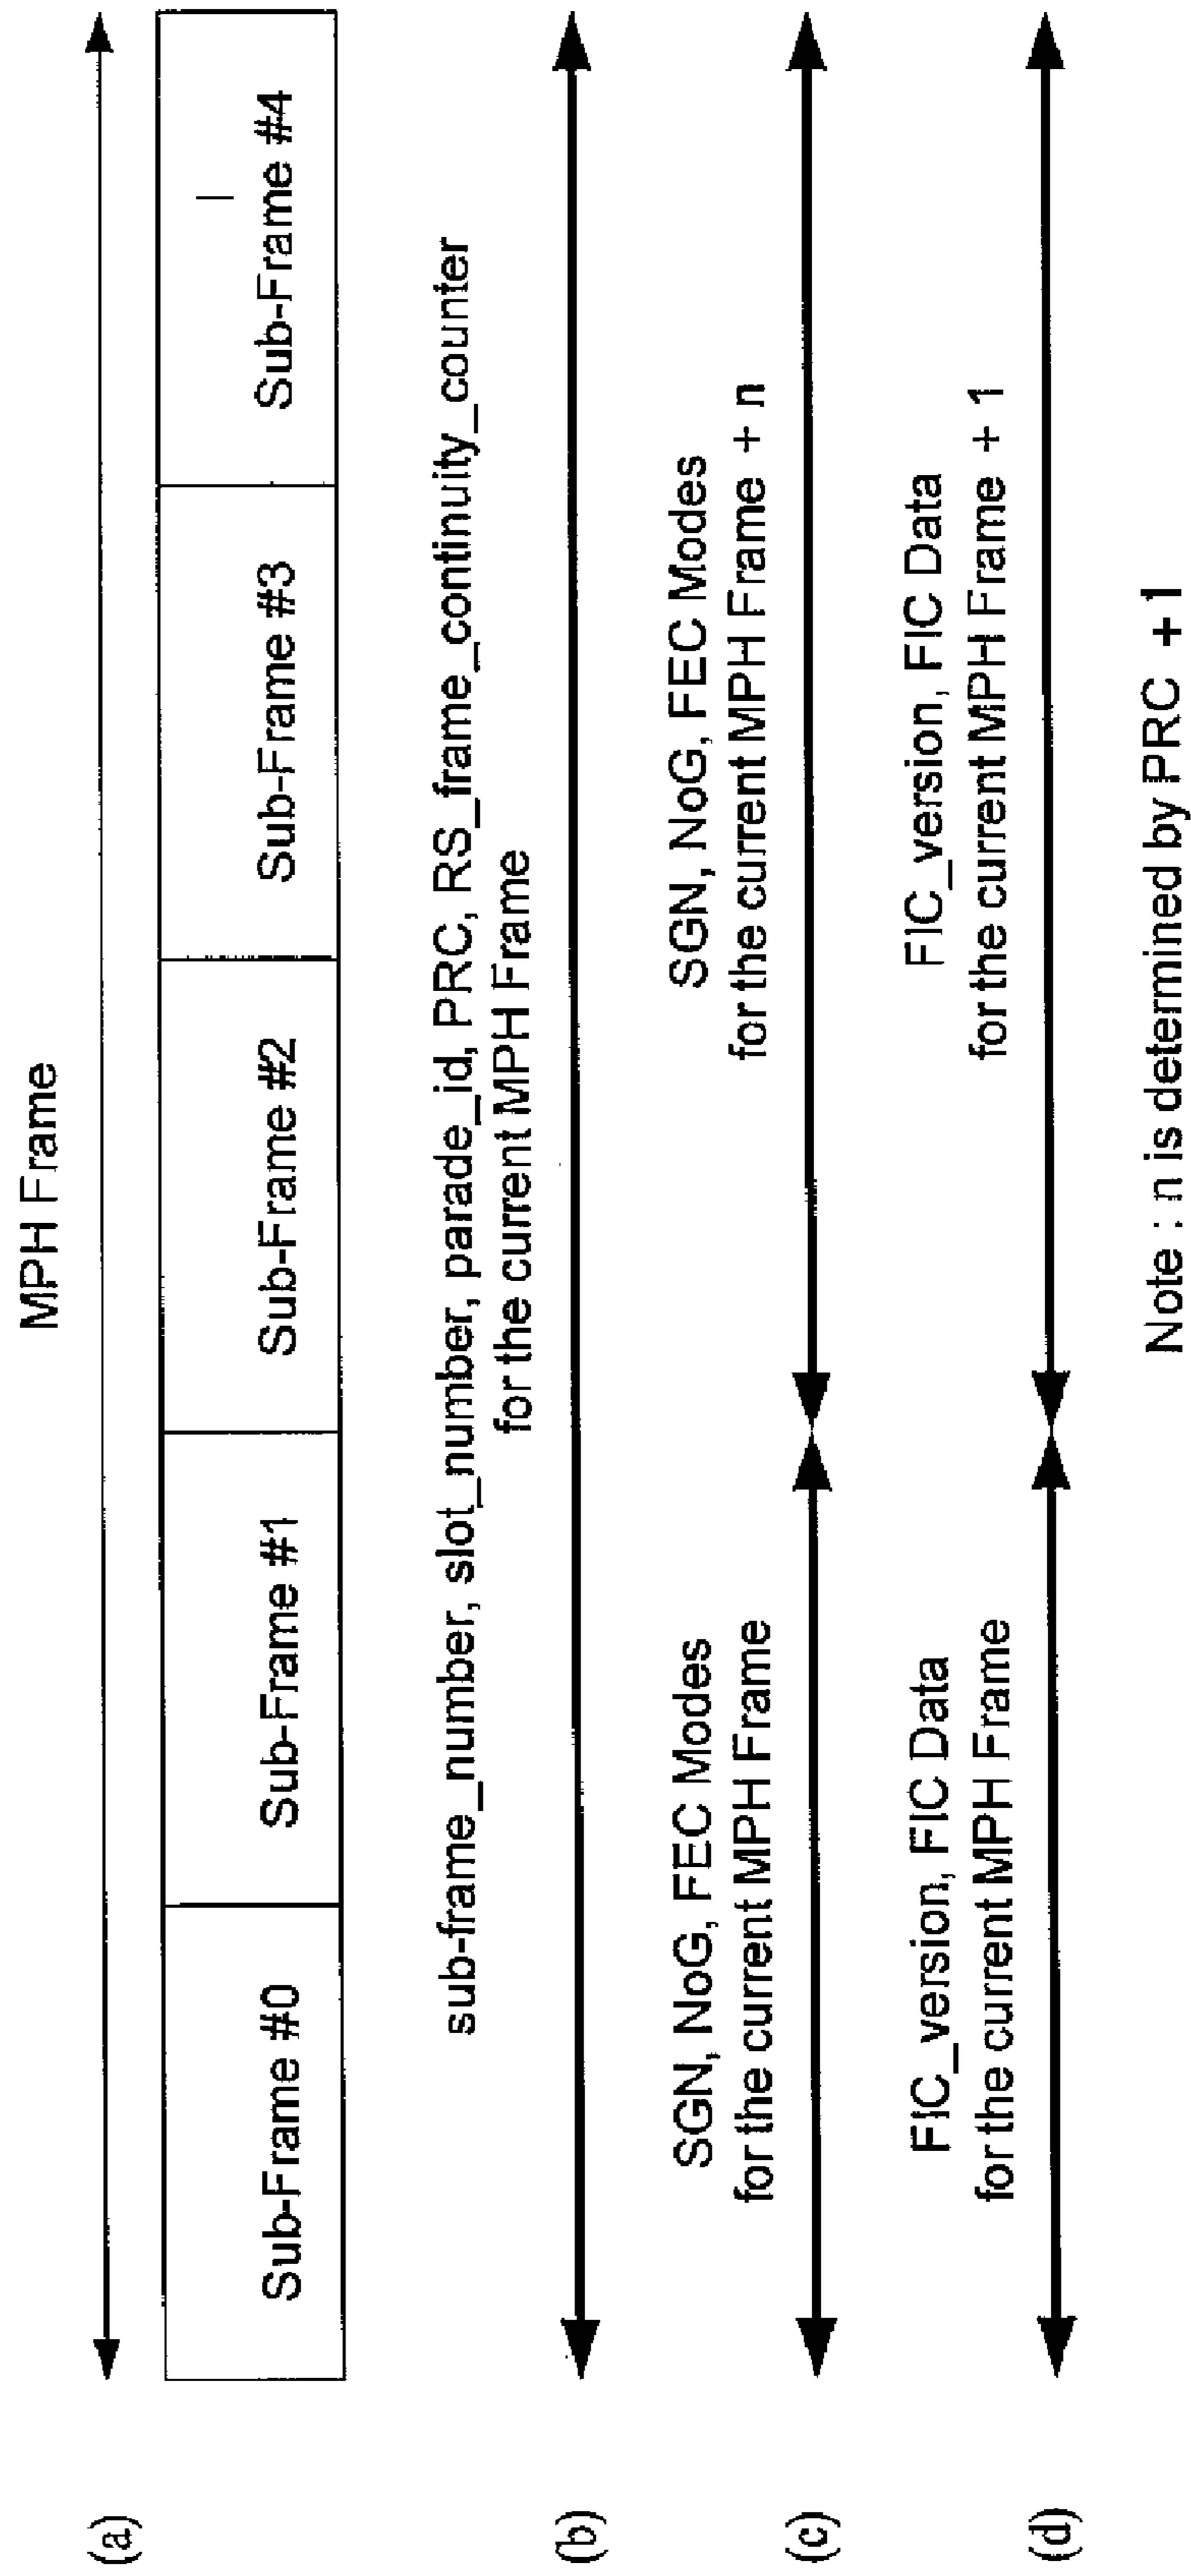 MPH Frame
(a)
Sub-Frame #0
Sub-Frame #1
Sub-Frame #2
Sub-Frame #3
Sub-Frame #4
sub-frame_number, slot_number, parade_id, PRC, RS_frame_continuity_counter
for the current MPH Frame
(b)
SGN, NoG, FEC Modes
for the current MPH Frame
SGN, NoG, FEC Modes
for the current MPH Frame + n
(c)
FIC_version, FIC Data
for the current MPH Frame
FIC_version, FIC Data
for the current MPH Frame + 1
(d)
Note : n is determined by PRC +1